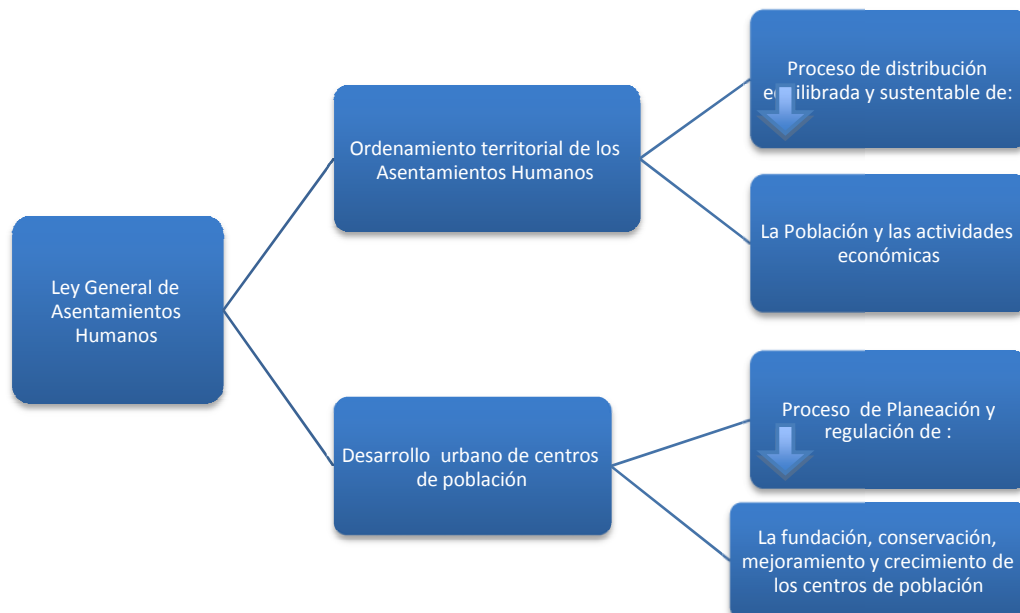 Ley General de
Asentamientos
Humanos
Ordenamiento territorial de los
Asentamientos Humanos
Proceso de distribución
equilibrada y sustentable de:
La Población y las actividades
económicas
Desarrollo urbano de centros
de población
Proceso de Planeación y
regulación de :
La fundación, conservación,
mejoramiento y crecimiento de
los centros de población